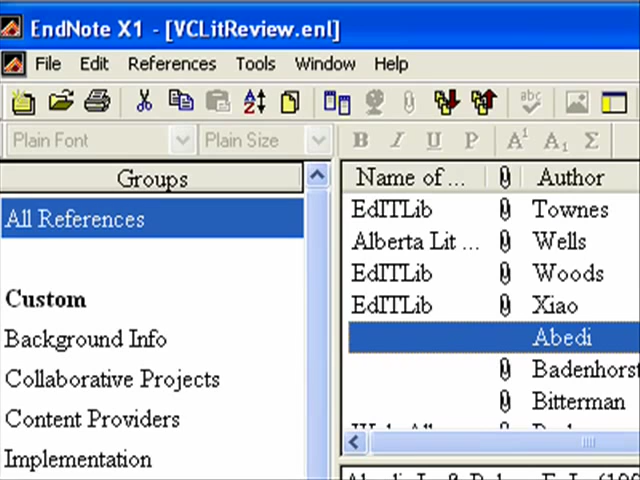 EndNote X1 - [VCLitReview.enl]
File Edit References Tools Window Help
Plain Font Plain Size B I U P A¹ A₁ Σ
Groups
All References
Custom
Background Info
Collaborative Projects
Content Providers
Implementation
Name of ... Author
EdITLib Townes
Alberta Lit ... Wells
EdITLib Woods
EdITLib Xiao
Abedi
Badenhorst
Bitterman